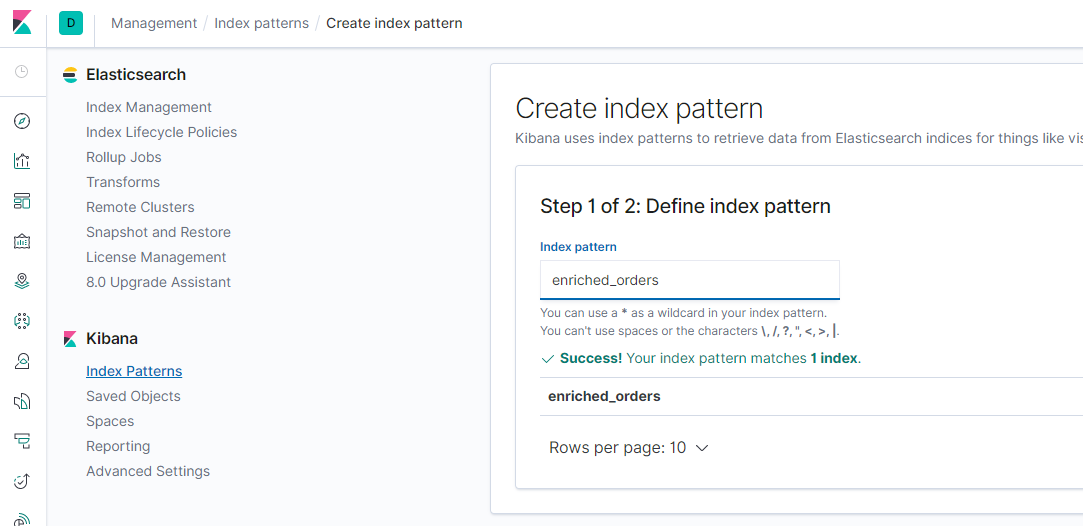 D Management / Index patterns / Create index pattern
Elasticsearch
Index Management
Index Lifecycle Policies
Rollup Jobs
Transforms
Remote Clusters
Snapshot and Restore
License Management
8.0 Upgrade Assistant
Kibana
Index Patterns
Saved Objects
Spaces
Reporting
Advanced Settings
Create index pattern
Kibana uses index patterns to retrieve data from Elasticsearch indices for things like
Step 1 of 2: Define index pattern
Index pattern
enriched_orders
You can use a * as a wildcard in your index pattern.
You can't use spaces or the characters \, /, ?, ", <, >, |.
Success! Your index pattern matches 1 index.
enriched_orders
Rows per page: 10